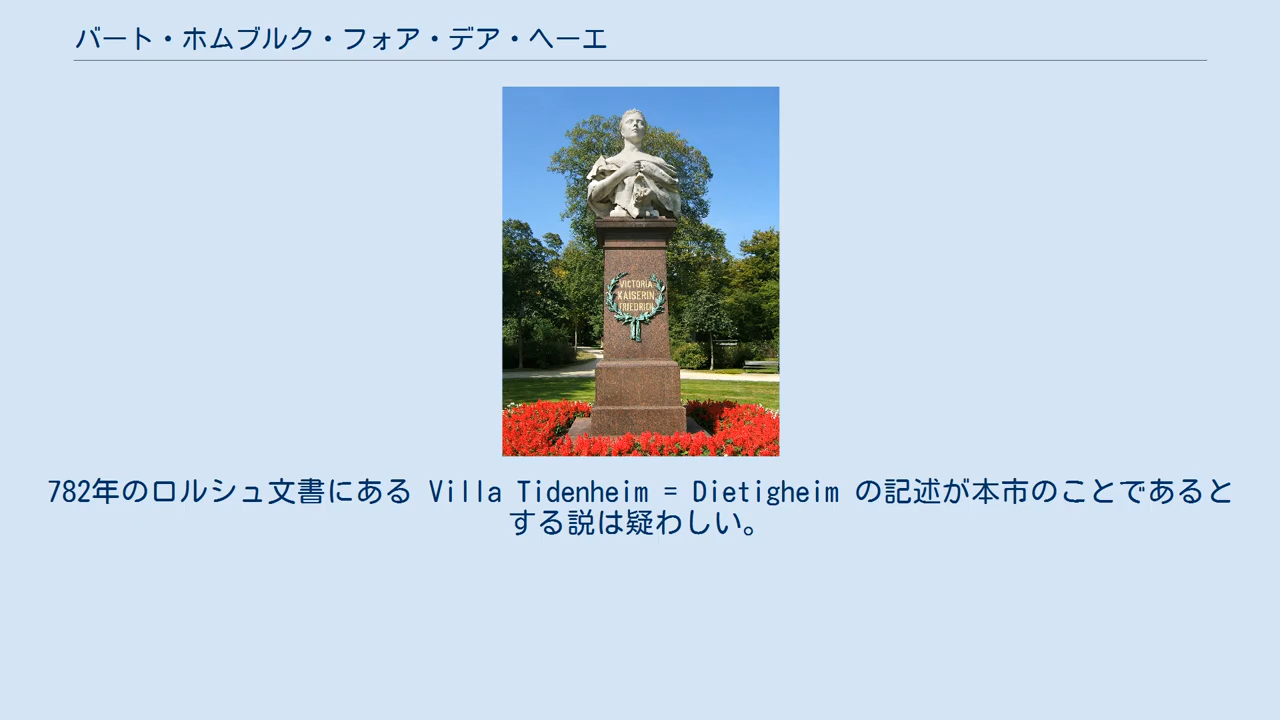 バート・ホムブルク・フォア・デア・ヘーエ
VICTORIA
KAISERIN
FRIEDRICH
782年のロルシュ文書にある Villa Tidenheim = Dietigheim の記述が本市のことであると
する説は疑わしい。